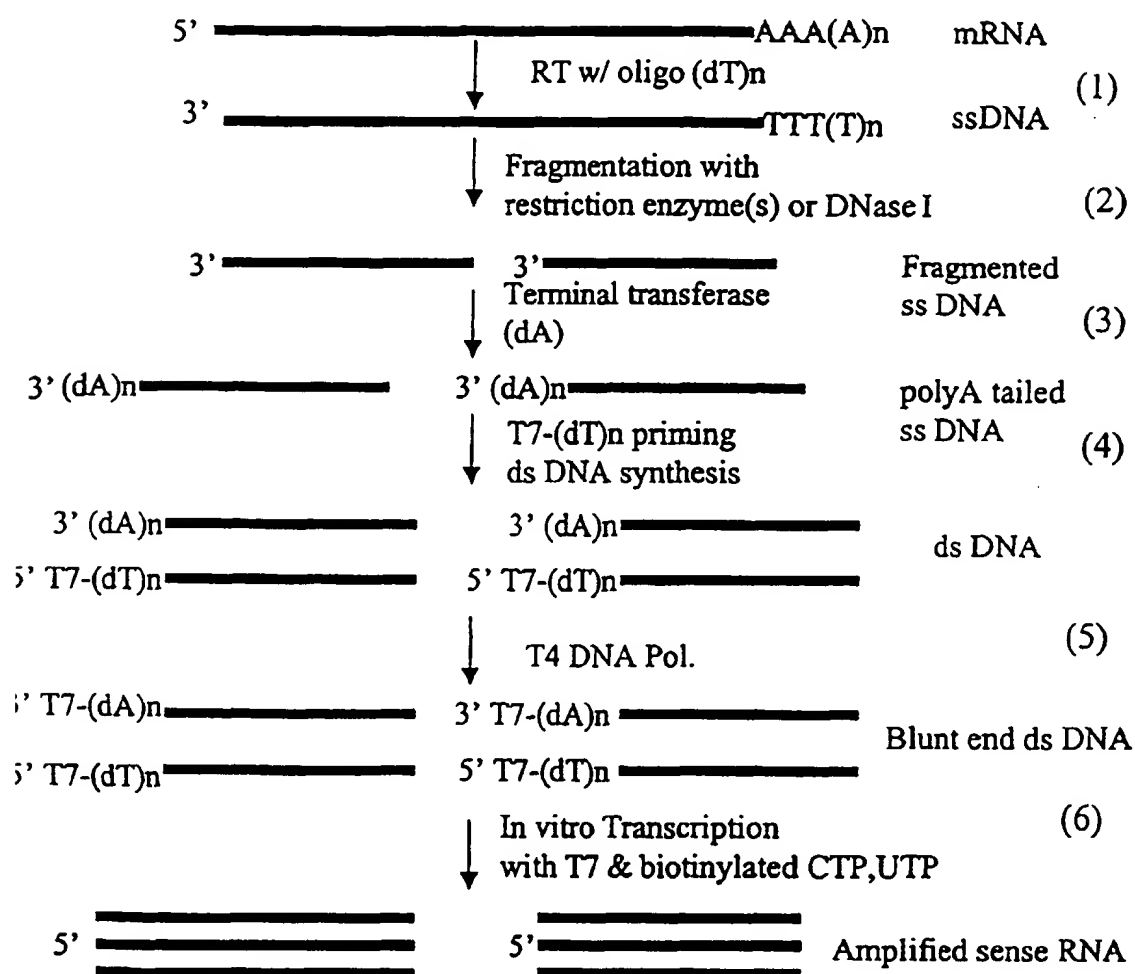 5' AAA(A)n mRNA
RT w/ oligo (dT)n (1)
3' TTT(T)n ssDNA
Fragmentation with
restriction enzyme(s) or DNase I (2)
3' 3' Fragmented
Terminal transferase ss DNA
(dA) (3)
3' (dA)n 3' (dA)n polyA tailed
T7-(dT)n priming ss DNA
ds DNA synthesis (4)
3' (dA)n 3' (dA)n ds DNA
5' T7-(dT)n 5' T7-(dT)n
T4 DNA Pol. (5)
' T7-(dA)n 3' T7-(dA)n Blunt end ds DNA
5' T7-(dT)n 5' T7-(dT)n
In vitro Transcription (6)
with T7 & biotinylated CTP,UTP
5' 5' Amplified sense RNA